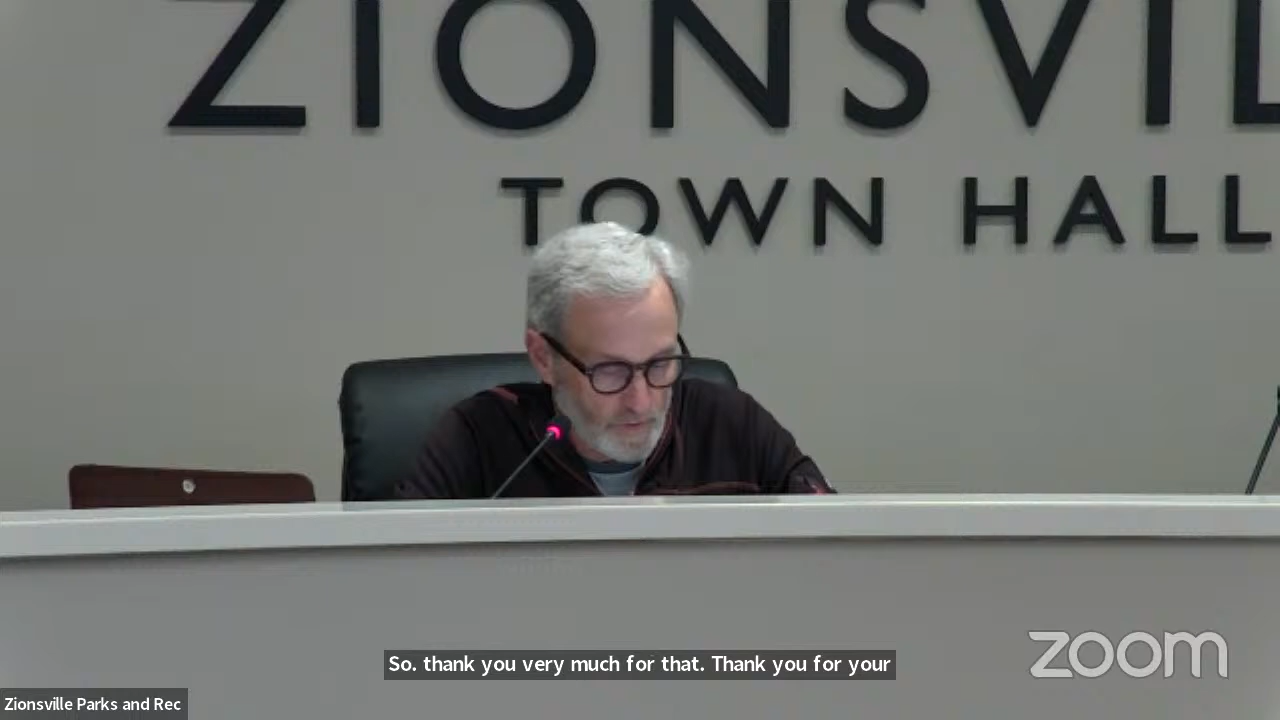 ZIONSVIL
TOWN HALL
So. thank you very much for that. Thank you for your
zoom
Zionsville Parks and Rec